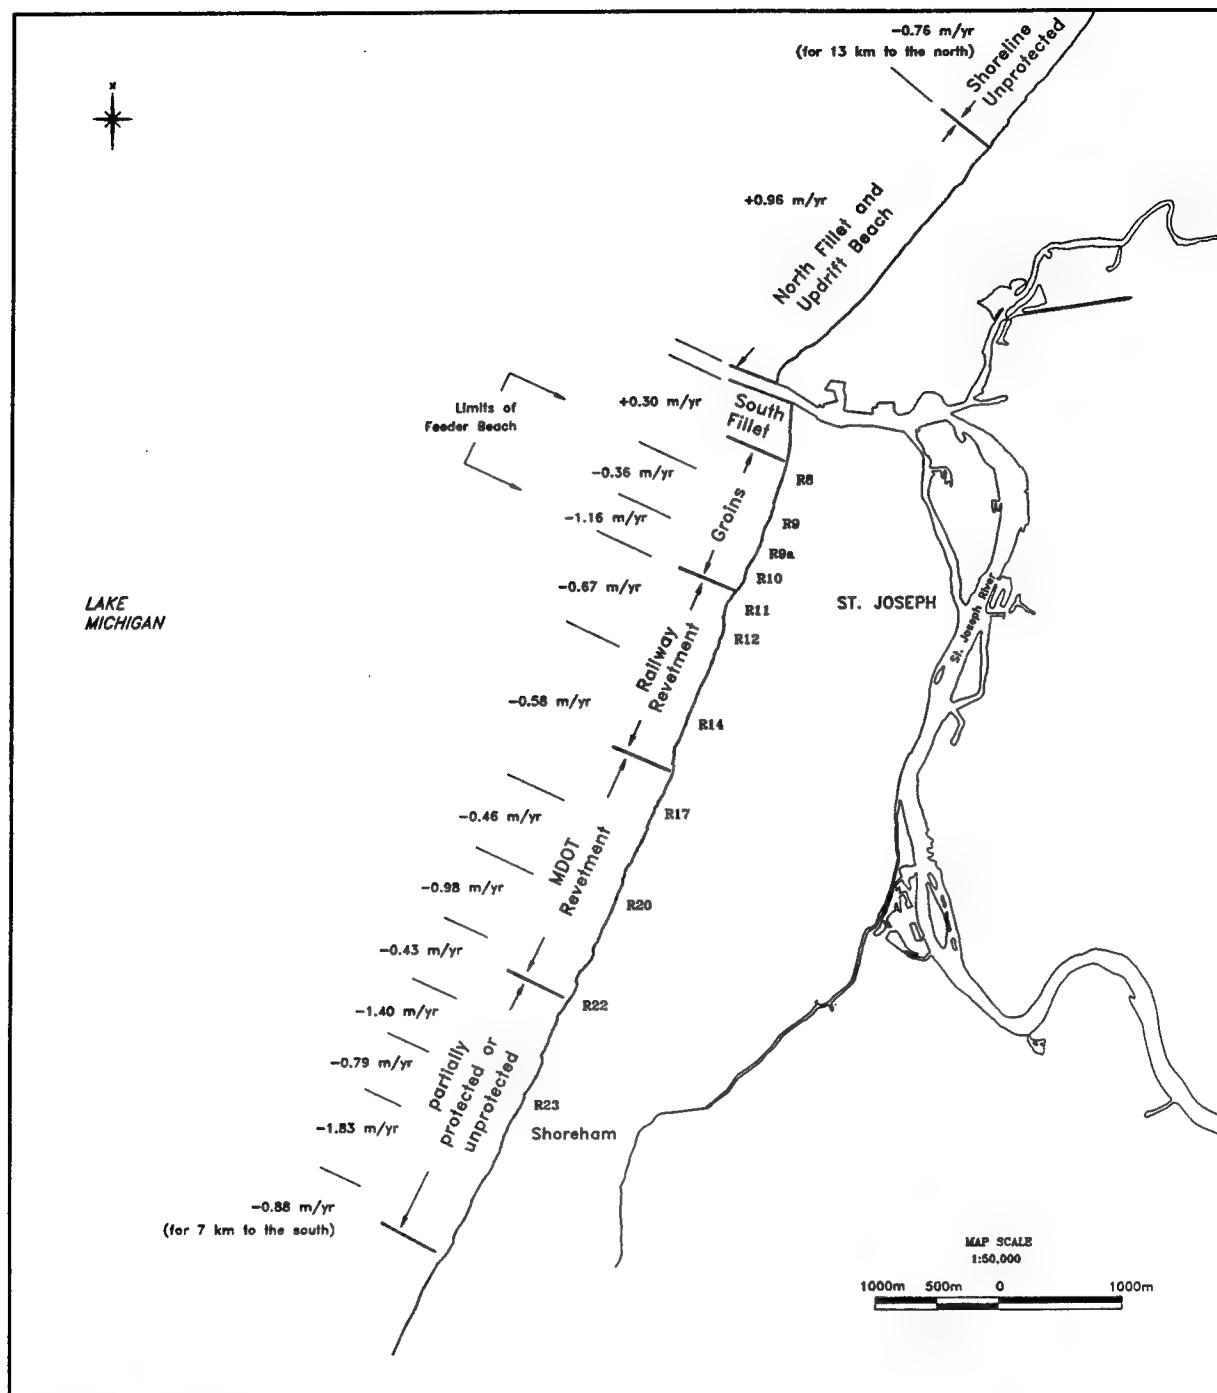 -0.76 m/yr
(for 13 km to the north)
Shoreline
Unprotected
N
+0.96 m/yr
North Fillet and
Updrift Beach
Limits of
Feeder Beach
+0.30 m/yr
South
Fillet
-0.36 m/yr
R8
-1.16 m/yr
Groins
R9
R9a
-0.67 m/yr
R10
LAKE
MICHIGAN
ST. JOSEPH
St. Joseph River
R11
R12
Railway
Revetment
-0.58 m/yr
R14
-0.46 m/yr
R17
MDOT
Revetment
-0.98 m/yr
R20
-0.43 m/yr
-1.40 m/yr
R22
-0.79 m/yr
partially
protected or
unprotected
R23
-1.83 m/yr
Shoreham
-0.88 m/yr
(for 7 km to the south)
MAP SCALE
1:50,000
1000m 500m 0 1000m